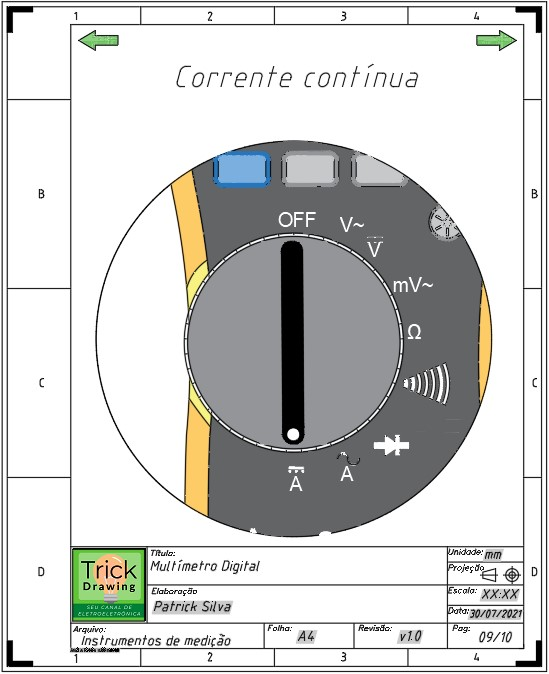 1 2 3 4
Corrente contínua
B B
OFF V~
V
mV~
Ω
C C
A A
D D
Trick
Drawing
SEU CANAL DE
ELETROELETRÔNICA
Título:
Multímetro Digital
Elaboração
Patrick Silva
Unidade: mm
Projeção
Escala: XX:XX
Data: 30/07/2021
Arquivo:
Instrumentos de medição
Folha: A4
Revisão: v1.0
Pag: 09/10
1 2 3 4